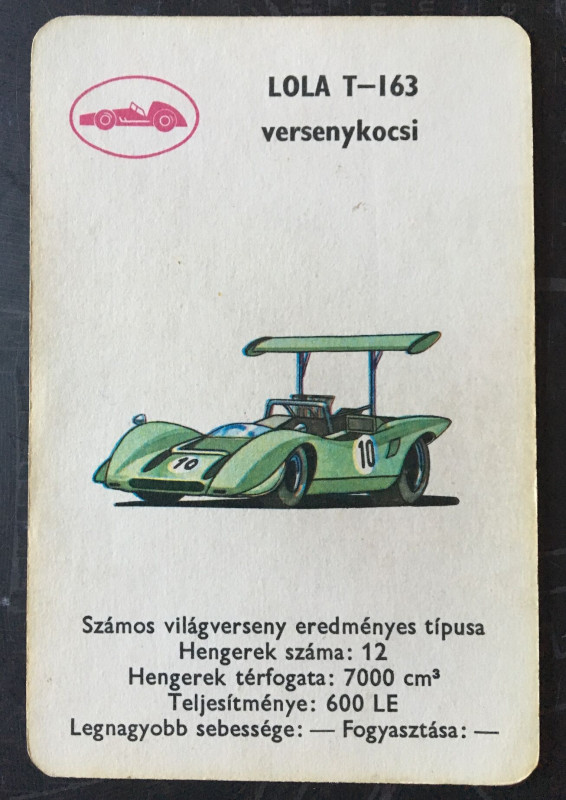 LOLA T–163
versenykocsi
10
10
Számos világverseny eredményes típusa
Hengerek száma: 12
Hengerek térfogata: 7000 cm³
Teljesítménye: 600 LE
Legnagyobb sebessége: — Fogyasztása: —